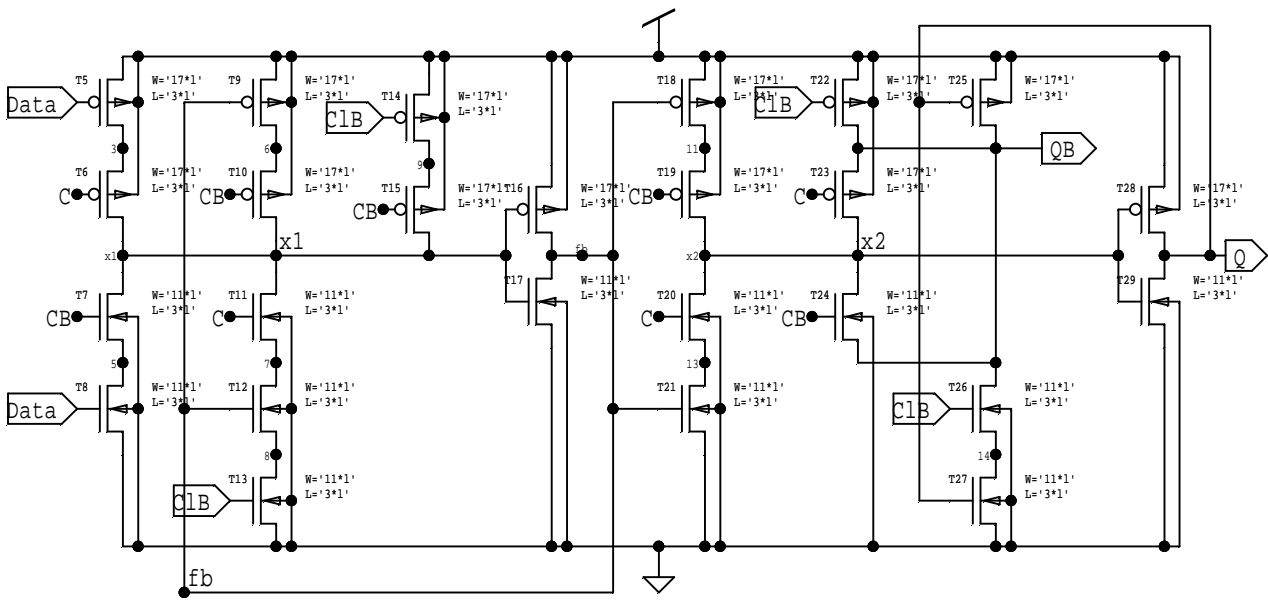 T5
W='17*l'
L='3*l'
T9
W='17*l'
L='3*l'
T14
W='17*l'
L='3*l'
T18
W='17*l'
L='3*l'
T22
W='17*l'
L='3*l'
T25
W='17*l'
L='3*l'
Data
ClB
ClB
3
6
9
11
QB
T6
W='17*l'
L='3*l'
C
T10
W='17*l'
L='3*l'
CB
T15
W='17*l'
L='3*l'
CB
T16
W='17*l'
L='3*l'
T19
W='17*l'
L='3*l'
CB
T23
W='17*l'
L='3*l'
C
T28
W='17*l'
L='3*l'
x1
x1
fb
x2
x2
Q
T7
W='11*l'
L='3*l'
CB
T11
W='11*l'
L='3*l'
C
T17
W='11*l'
L='3*l'
T20
W='11*l'
L='3*l'
C
T24
W='11*l'
L='3*l'
CB
T29
W='11*l'
L='3*l'
5
7
13
T8
W='11*l'
L='3*l'
Data
T12
W='11*l'
L='3*l'
T21
W='11*l'
L='3*l'
T26
W='11*l'
L='3*l'
ClB
8
14
T13
W='11*l'
L='3*l'
ClB
T27
W='11*l'
L='3*l'
fb